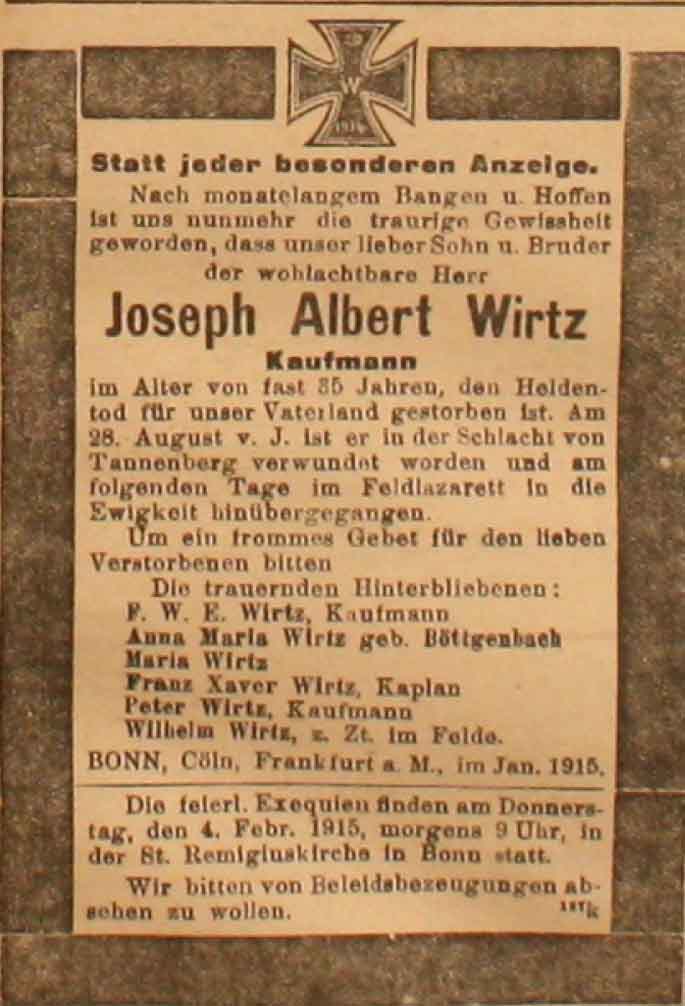 W
1914
Statt jeder besonderen Anzeige.
Nach monatelangem Bangen u. Hoffen
ist uns nunmehr die traurige Gewissheit
geworden, dass unser lieber Sohn u. Bruder
der wohlachtbare Herr
Joseph Albert Wirtz
Kaufmann
im Alter von fast 35 Jahren, den Helden-
tod für unser Vaterland gestorben ist. Am
28. August v. J. ist er in der Schlacht von
Tannenberg verwundet worden und am
folgenden Tage im Feldlazarett in die
Ewigkeit hinübergegangen.
Um ein frommes Gebet für den lieben
Verstorbenen bitten
Die trauernden Hinterbliebenen:
F. W. E. Wirtz, Kaufmann
Anna Maria Wirtz geb. Böttgenbach
Maria Wirtz
Franz Xaver Wirtz, Kaplan
Peter Wirtz, Kaufmann
Wilhelm Wirtz, z. Zt. im Felde.
BONN, Cöln, Frankfurt a. M., im Jan. 1915.
Die feierl. Exequien finden am Donners-
tag, den 4. Febr. 1915, morgens 9 Uhr, in
der St. Remigiuskirche in Bonn statt.
Wir bitten von Beleidsbezeugungen ab-
sehen zu wollen.